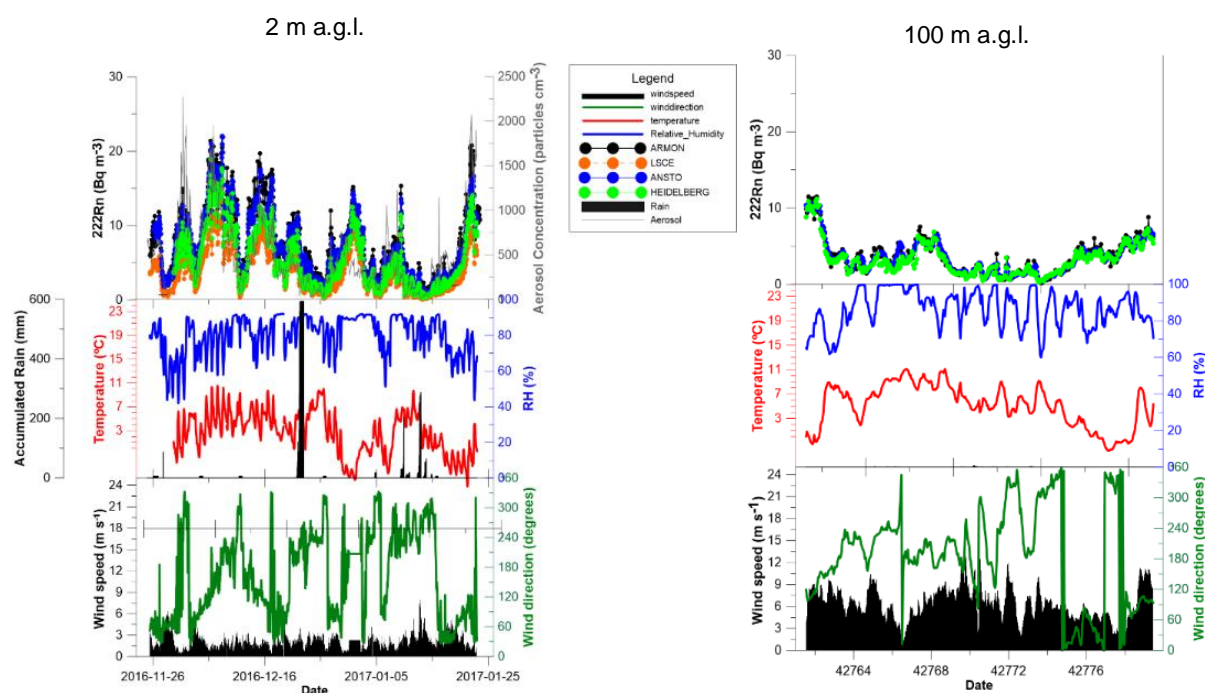 2 m a.g.l.
100 m a.g.l.
30
20
10
0
222Rn (Bq m-3)
2500
2000
1500
1000
500
0
Aerosol Concentration (particles cm⁻³)
Legend
windspeed
winddirection
temperature
Relative_Humidity
ARMON
LSCE
ANSTO
HEIDELBERG
Rain
Aerosol
30
20
10
0
222Rn (Bq m-3)
600
400
200
0
Accumulated Rain (mm)
23
19
15
11
7
3
Temperature (ºC)
100
80
60
40
20
0
RH (%)
23
19
15
11
7
3
Temperature (ºC)
100
80
60
40
20
0
RH (%)
24
21
18
15
12
9
6
3
0
Wind speed (m s⁻¹)
360
300
240
180
120
60
0
Wind direction (degrees)
24
21
18
15
12
9
6
3
0
Wind speed (m s⁻¹)
360
300
240
180
120
60
0
Wind direction (degrees)
2016-11-26 2016-12-16 2017-01-05 2017-01-25
Date
42764 42768 42772 42776
Date